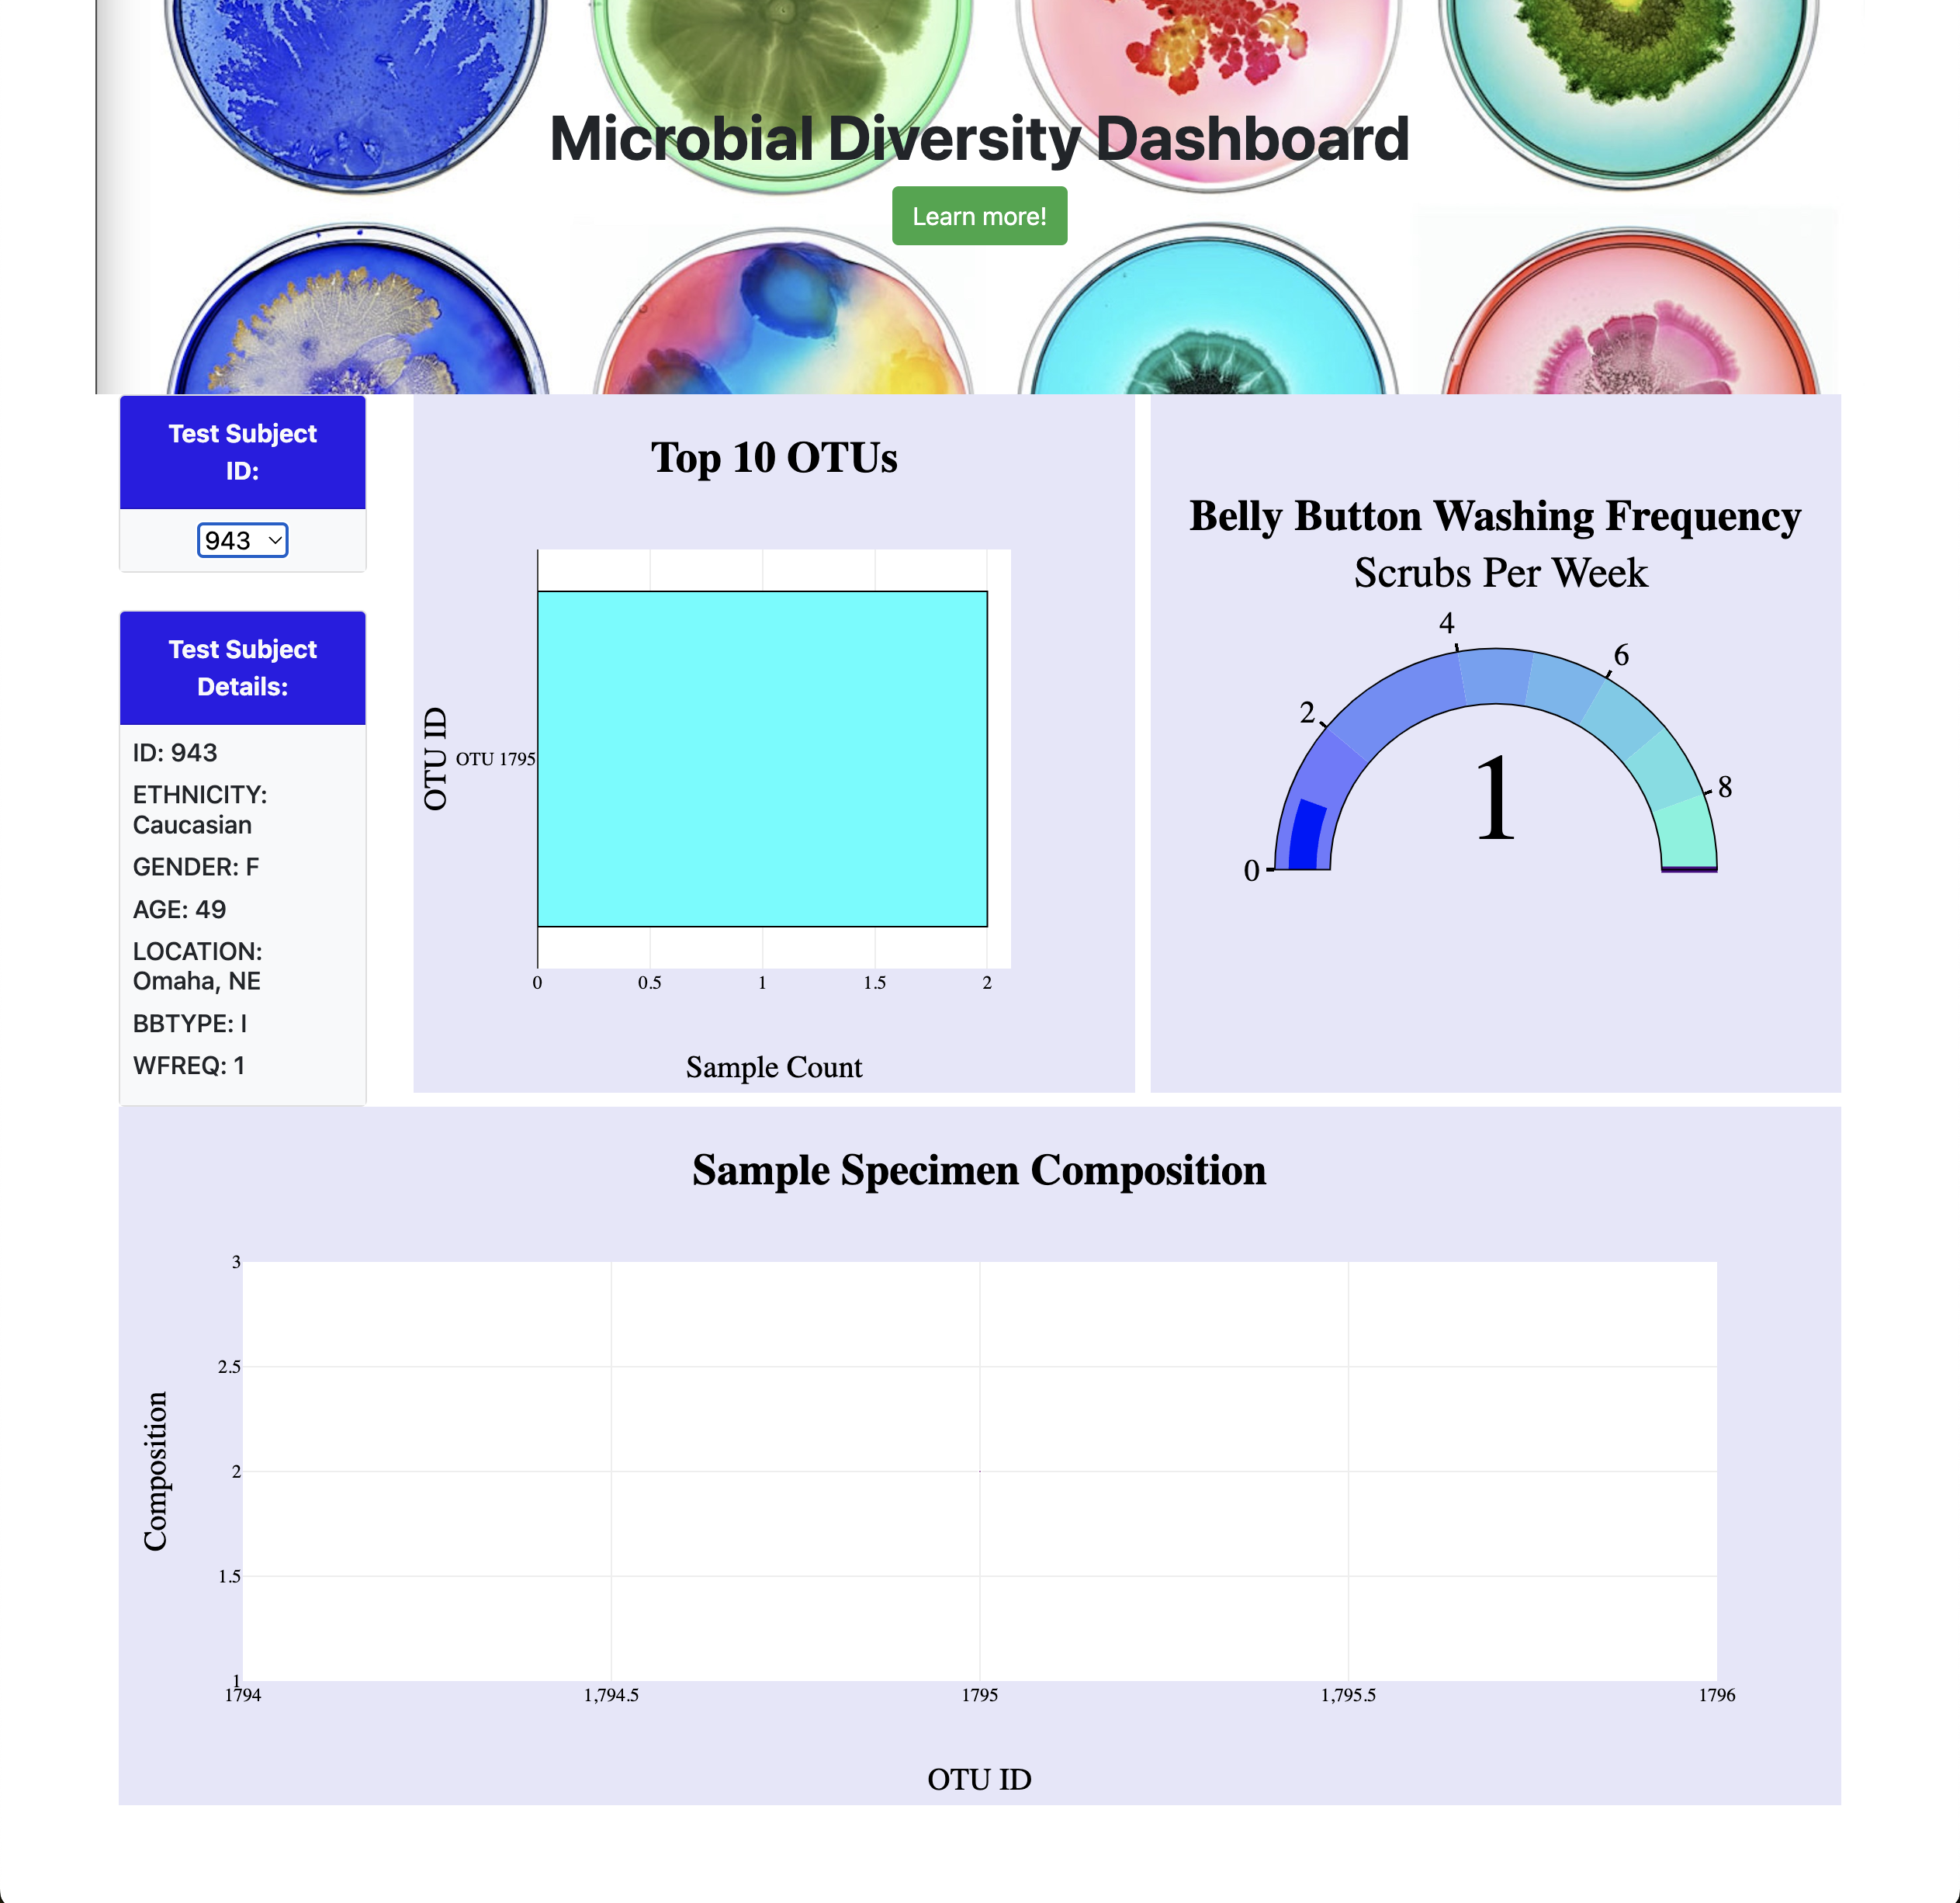 Microbial Diversity Dashboard
Learn more!
Test Subject
ID:
943
Test Subject
Details:
ID: 943
ETHNICITY:
Caucasian
GENDER: F
AGE: 49
LOCATION:
Omaha, NE
BBTYPE: I
WFREQ: 1
Top 10 OTUs
OTU ID
OTU 1795
0 0.5 1 1.5 2
Sample Count
Belly Button Washing Frequency
Scrubs Per Week
0 2 4 6 8
1
Sample Specimen Composition
Composition
3
2.5
2
1.5
1
1794 1,794.5 1795 1,795.5 1796
OTU ID